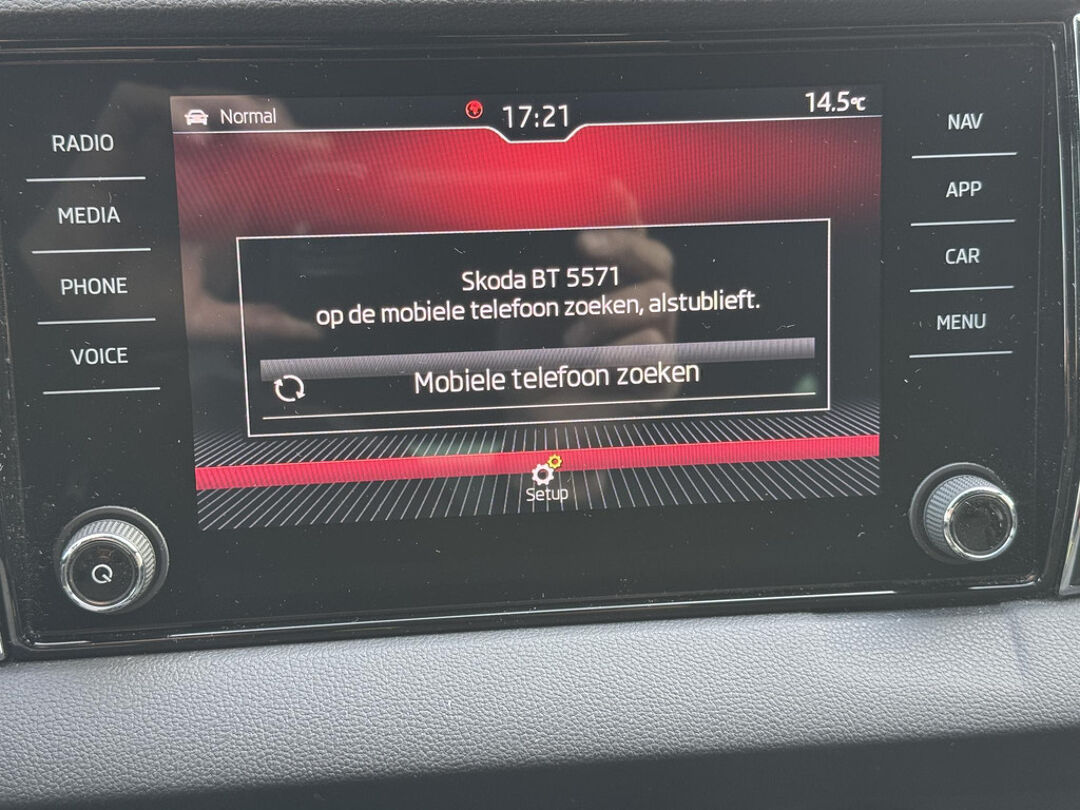 Normal
17:21
14.5°C
RADIO
MEDIA
PHONE
VOICE
NAV
APP
CAR
MENU
Skoda BT 5571
op de mobiele telefoon zoeken, alstublieft.
Mobiele telefoon zoeken
Setup